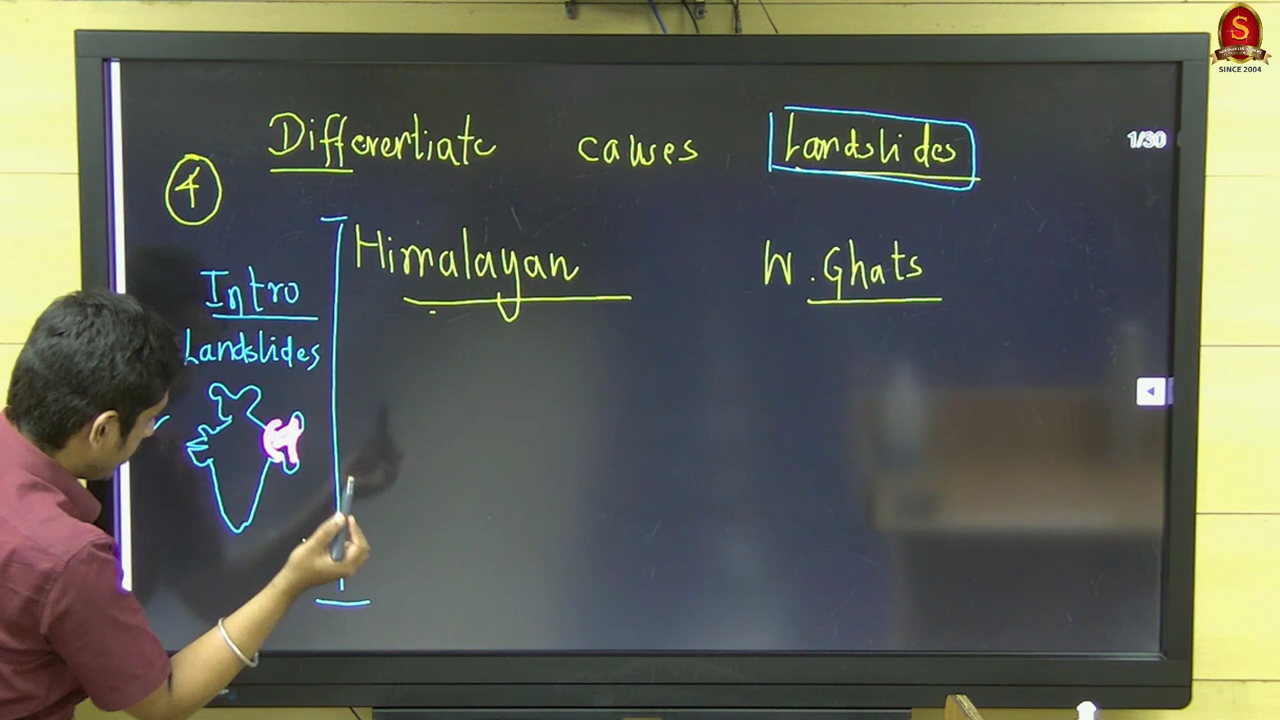 Differentiate causes Landslides
1/30
4
Himalayan
W. Ghats
Intro
Landslides
S
SINCE 2004